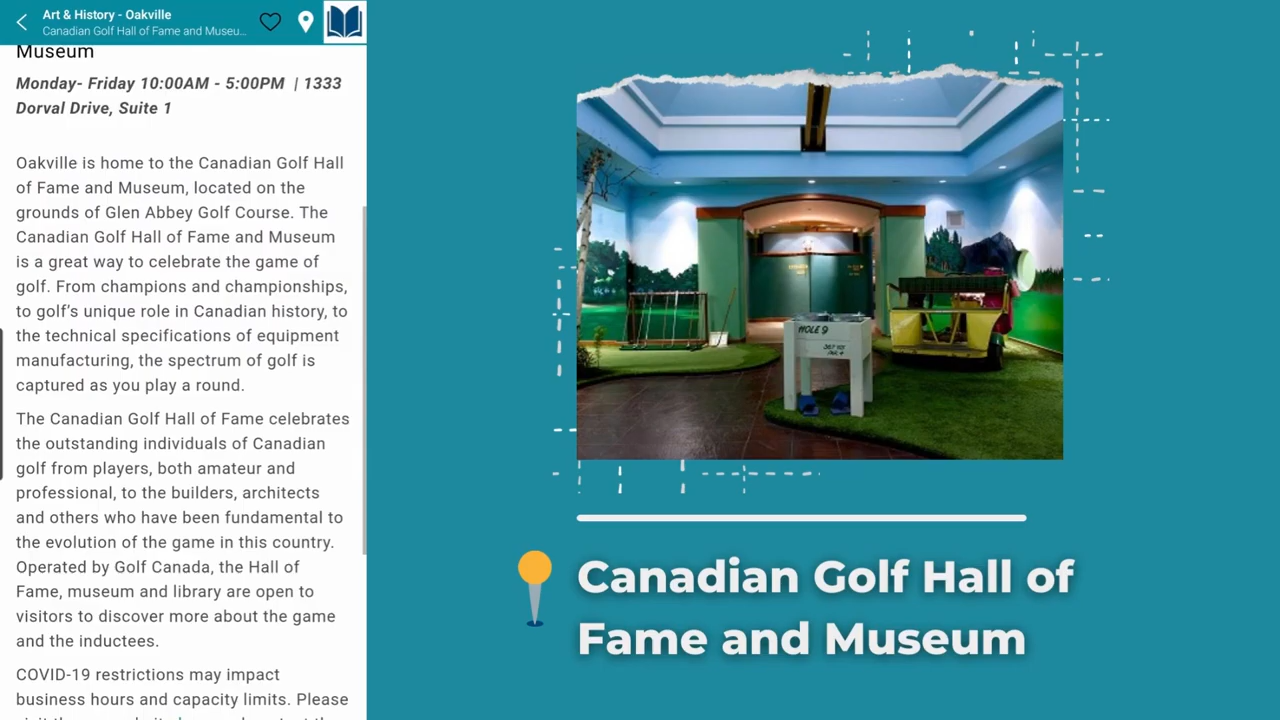 Art & History - Oakville
Canadian Golf Hall of Fame and Museu...
Museum
Monday- Friday 10:00AM - 5:00PM | 1333
Dorval Drive, Suite 1
Oakville is home to the Canadian Golf Hall
of Fame and Museum, located on the
grounds of Glen Abbey Golf Course. The
Canadian Golf Hall of Fame and Museum
is a great way to celebrate the game of
golf. From champions and championships,
to golf's unique role in Canadian history, to
the technical specifications of equipment
manufacturing, the spectrum of golf is
captured as you play a round.
The Canadian Golf Hall of Fame celebrates
the outstanding individuals of Canadian
golf from players, both amateur and
professional, to the builders, architects
and others who have been fundamental to
the evolution of the game in this country.
Operated by Golf Canada, the Hall of
Fame, museum and library are open to
visitors to discover more about the game
and the inductees.
COVID-19 restrictions may impact
business hours and capacity limits. Please
HOLE 9
Canadian Golf Hall of
Fame and Museum